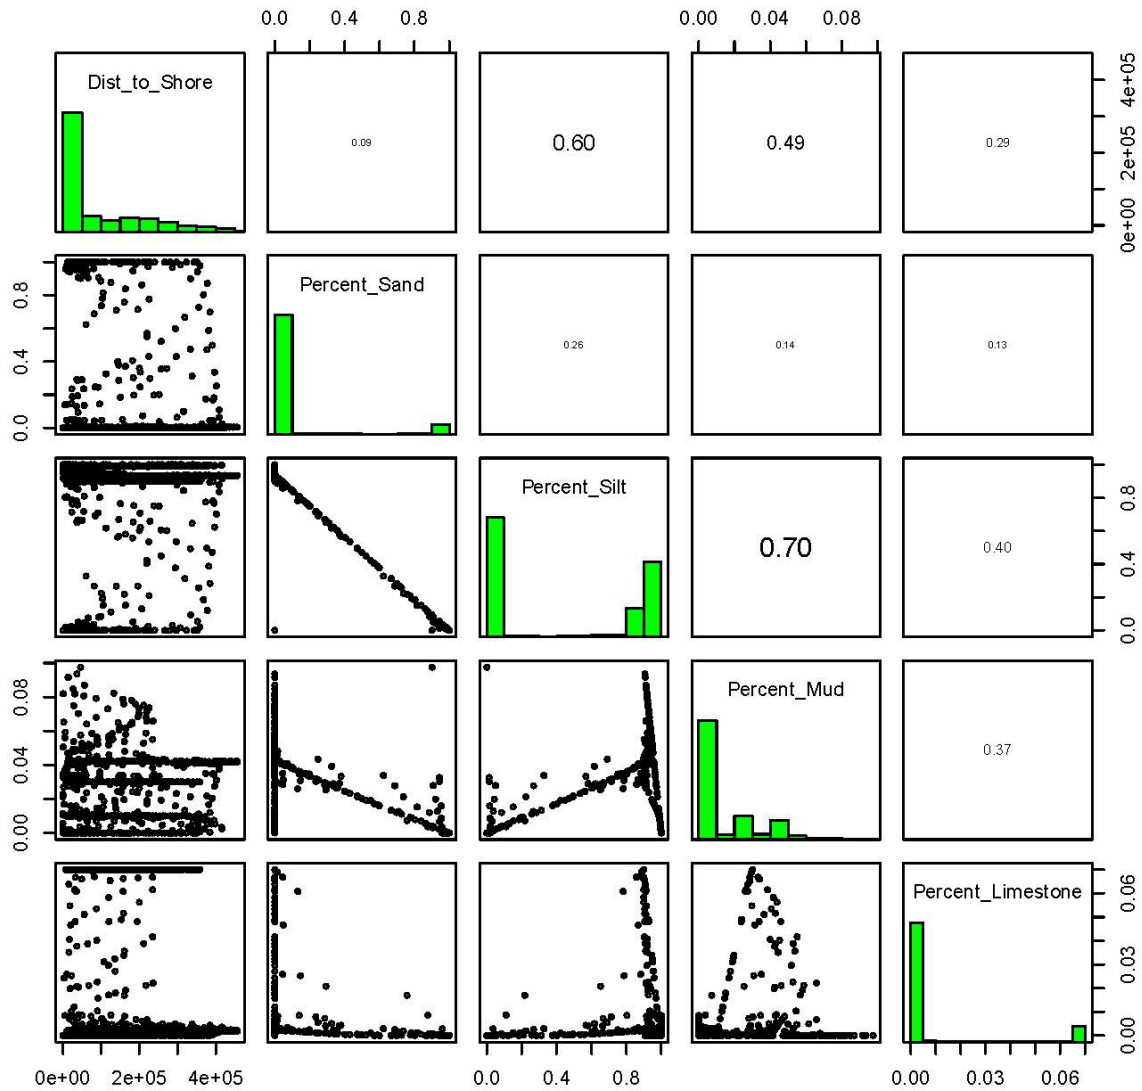 0.0 0.4 0.8 0.00 0.04 0.08
Dist_to_Shore
0.09
0.60
0.49
0.29
0e+00 2e+05 4e+05
0.0 0.4 0.8
Percent_Sand
0.26
0.14
0.13
Percent_Silt
0.70
0.40
0.0 0.4 0.8
0.00 0.04 0.08
Percent_Mud
0.37
Percent_Limestone
0.00 0.03 0.06
0e+00 2e+05 4e+05 0.0 0.4 0.8 0.00 0.03 0.06